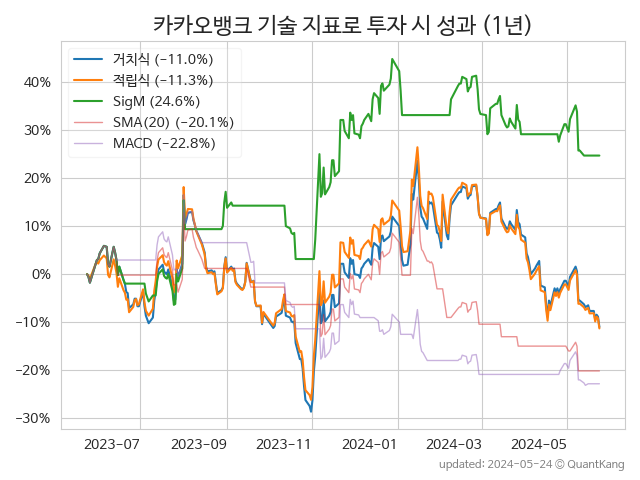 카카오뱅크 기술 지표로 투자 시 성과 (1년)
거치식 (−11.0%)
적립식 (−11.3%)
SigM (24.6%)
SMA(20) (−20.1%)
MACD (−22.8%)
40%
30%
20%
10%
0%
−10%
−20%
−30%
2023-07 2023-09 2023-11 2024-01 2024-03 2024-05
updated: 2024-05-24 © QuantKang